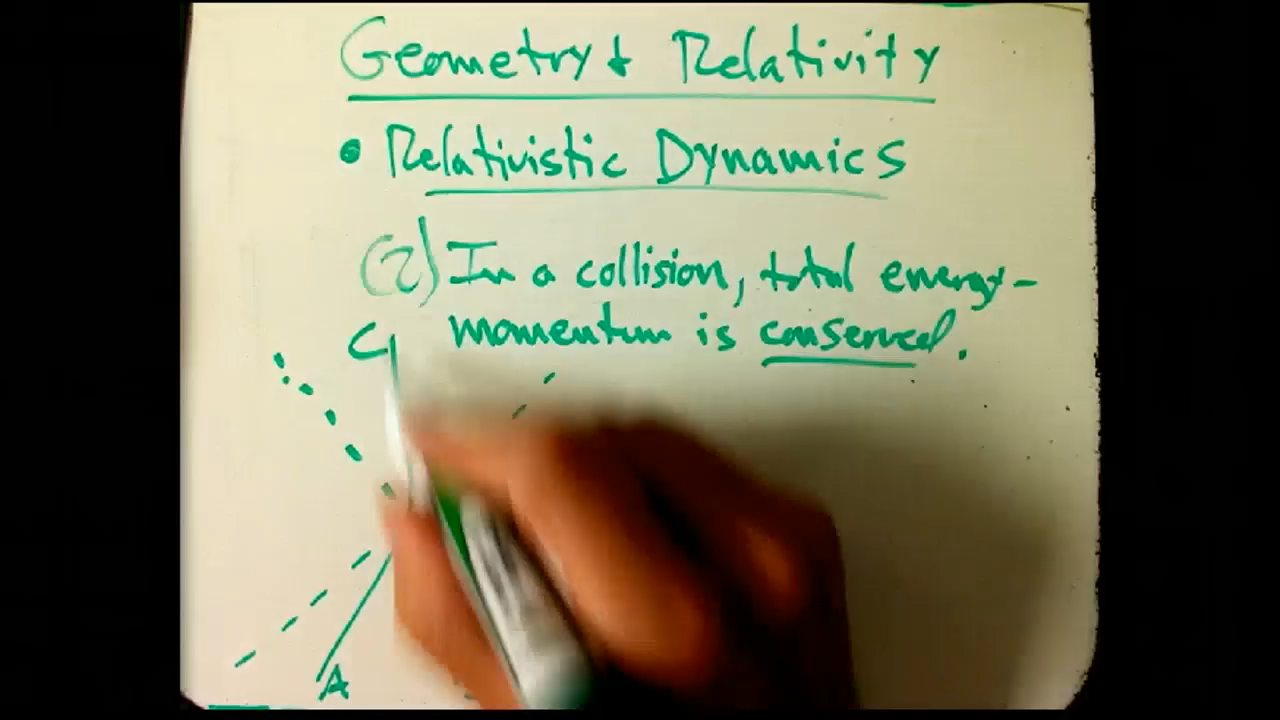 Geometry + Relativity
• Relativistic Dynamics
(2) In a collision, total energy-
momentum is conserved.
C
A